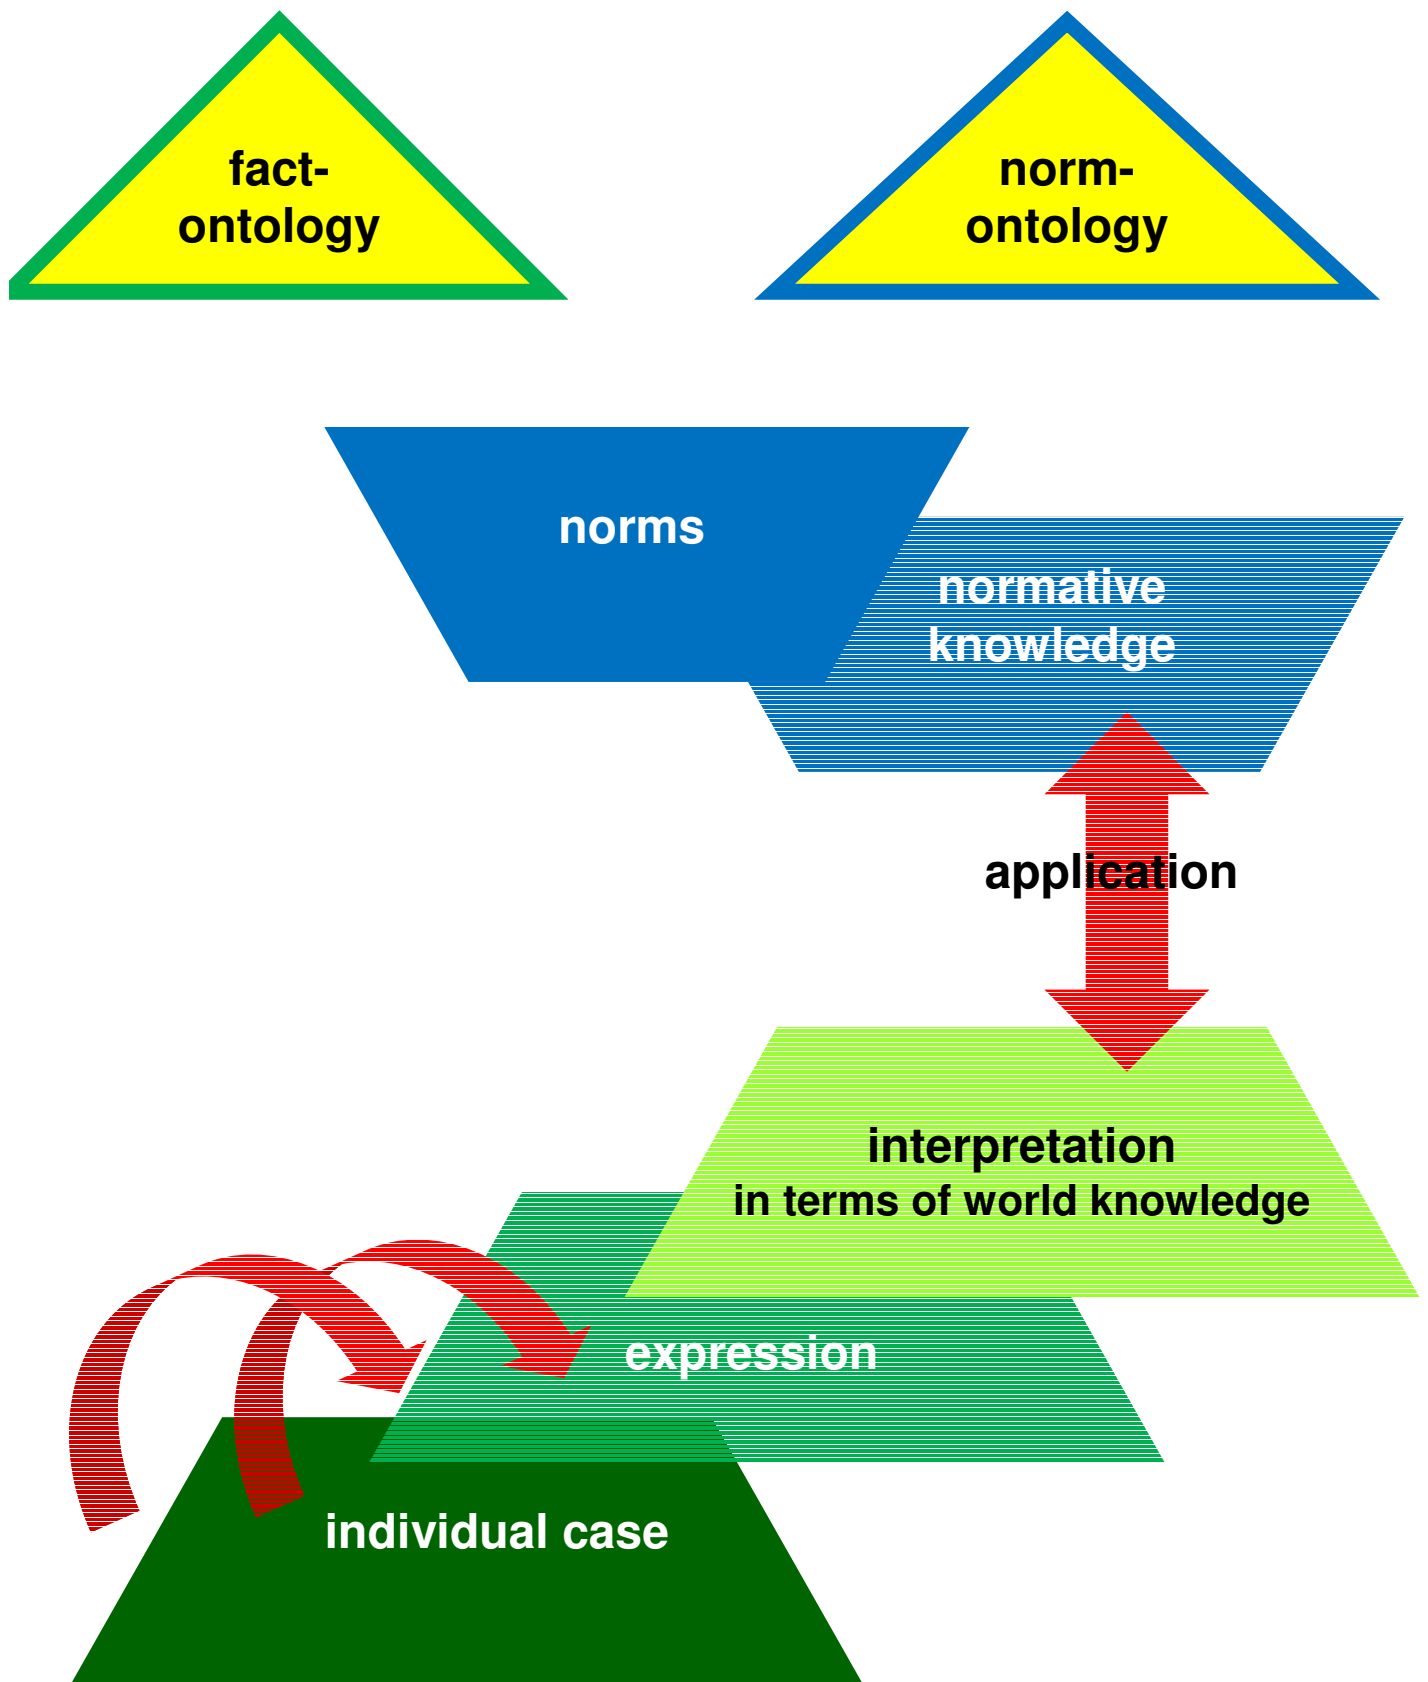 fact-
ontology
norm-
ontology
norms
normative
knowledge
application
interpretation
in terms of world knowledge
expression
individual case